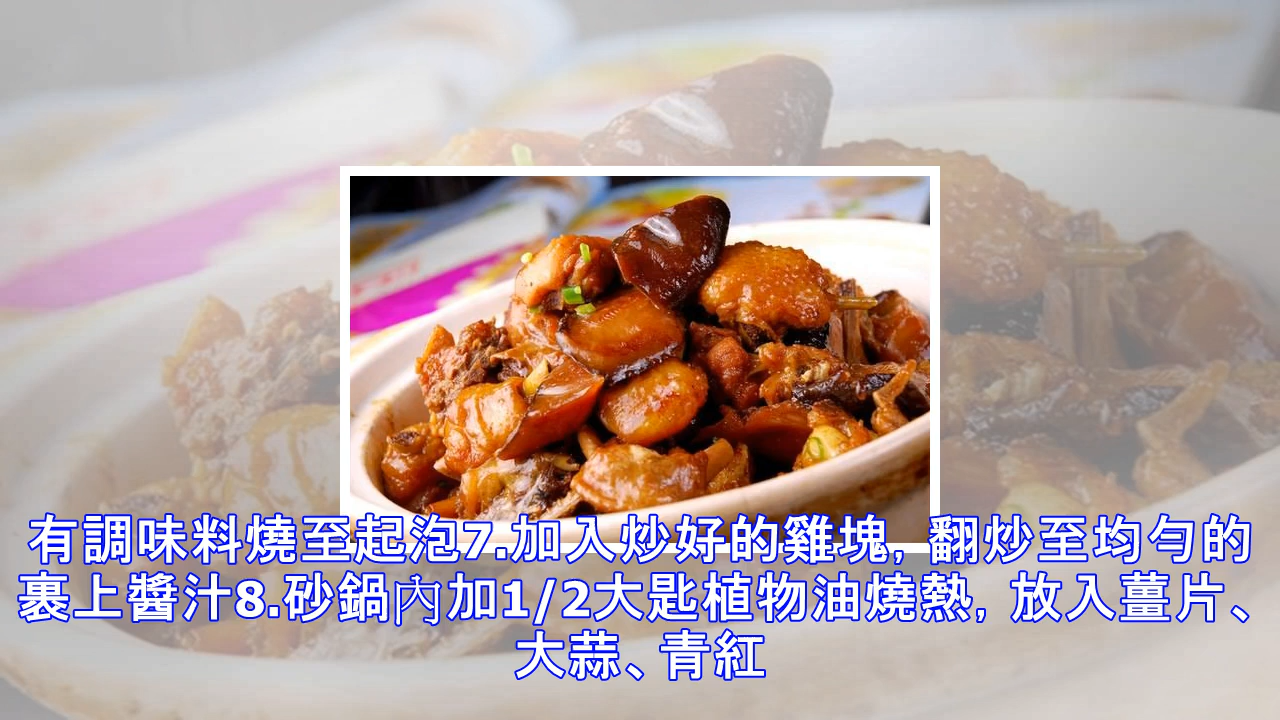 有調味料燒至起泡7.加入炒好的雞塊, 翻炒至均勻的
裹上醬汁8.砂鍋內加1/2大匙植物油燒熱, 放入薑片、
大蒜、青紅